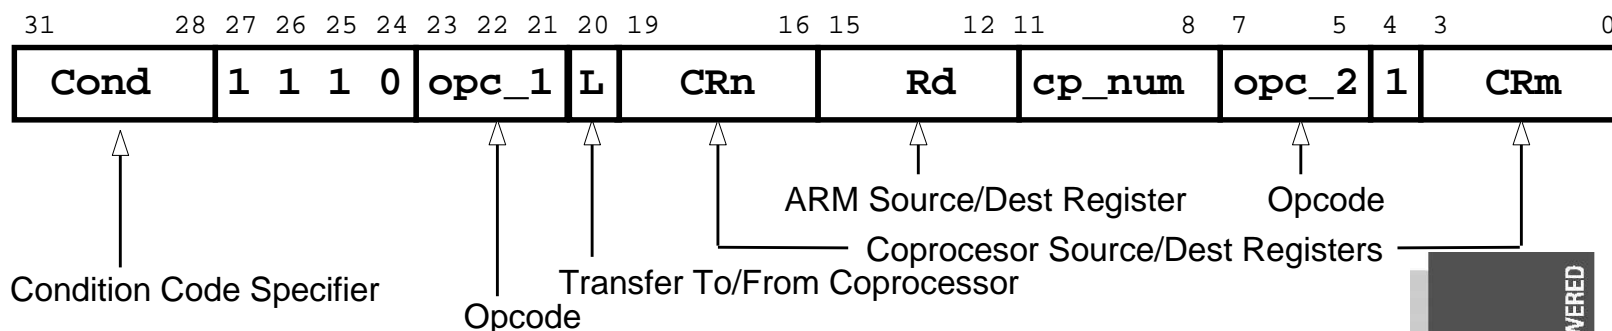 31 28 27 26 25 24 23 22 21 20 19 16 15 12 11 8 7 5 4 3 0
Cond 1 1 1 0 opc_1 L CRn Rd cp_num opc_2 1 CRm
ARM Source/Dest Register Opcode
Coprocesor Source/Dest Registers
Condition Code Specifier Transfer To/From Coprocessor
Opcode